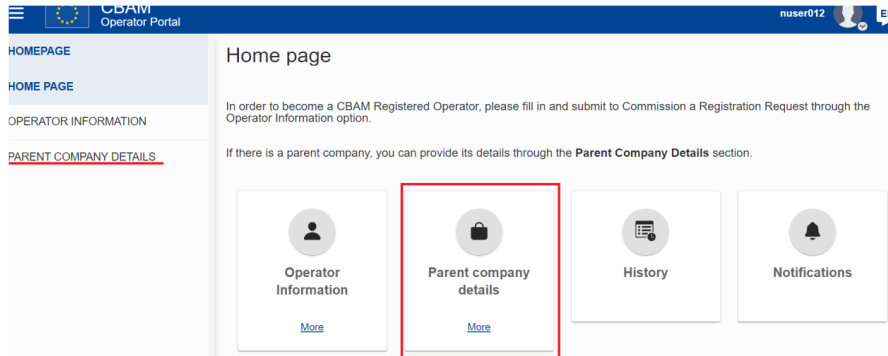 CBAM
Operator Portal
nuser012
HOMEPAGE
HOME PAGE
OPERATOR INFORMATION
PARENT COMPANY DETAILS
Home page
In order to become a CBAM Registered Operator, please fill in and submit to Commission a Registration Request through the
Operator Information option.
If there is a parent company, you can provide its details through the Parent Company Details section.
Operator
Information
More
Parent company
details
More
History
Notifications